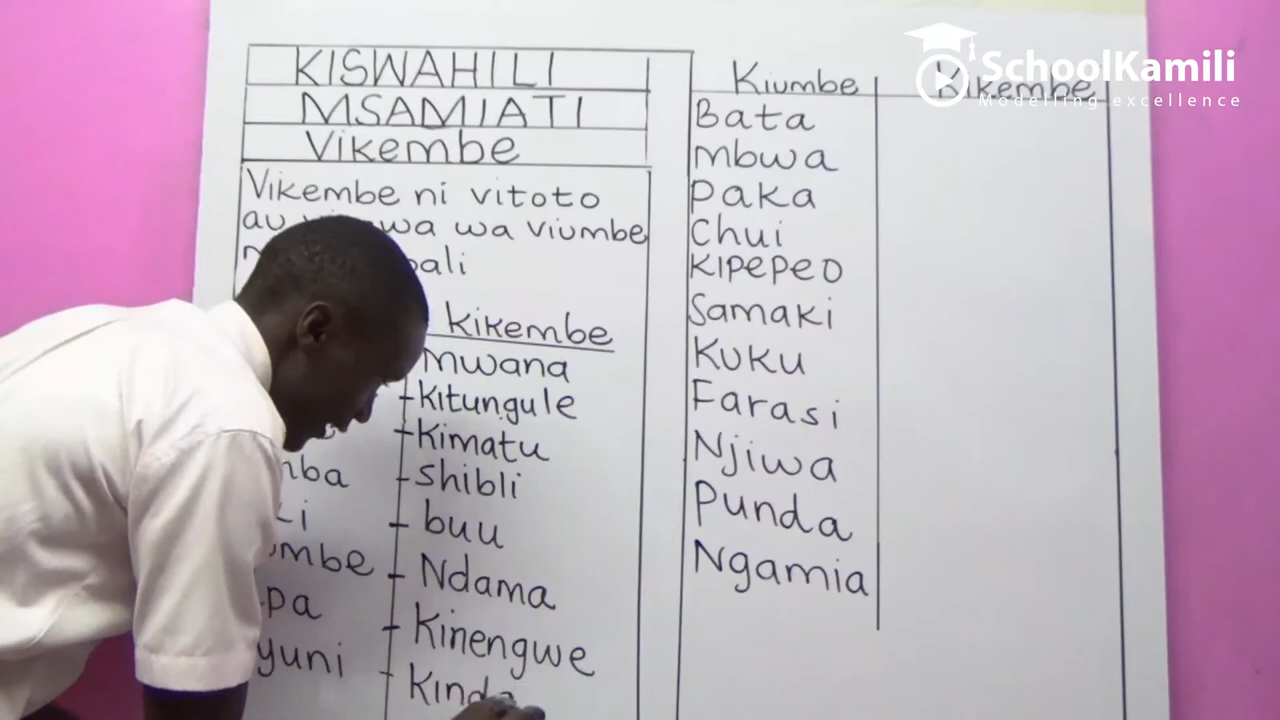 KISWAHILI
MSAMIATI
Vikembe
Vikembe ni vitoto
au wa viumbe
Kikembe
Mwana
Kitungule
Kimatu
Shibli
buu
Ndama
Kinengwe
Kiumbe Kikembe
Bata
Mbwa
Paka
Chui
Kipepeo
Samaki
Kuku
Farasi
Njiwa
Punda
Ngamia
SchoolKamili
Modelling excellence